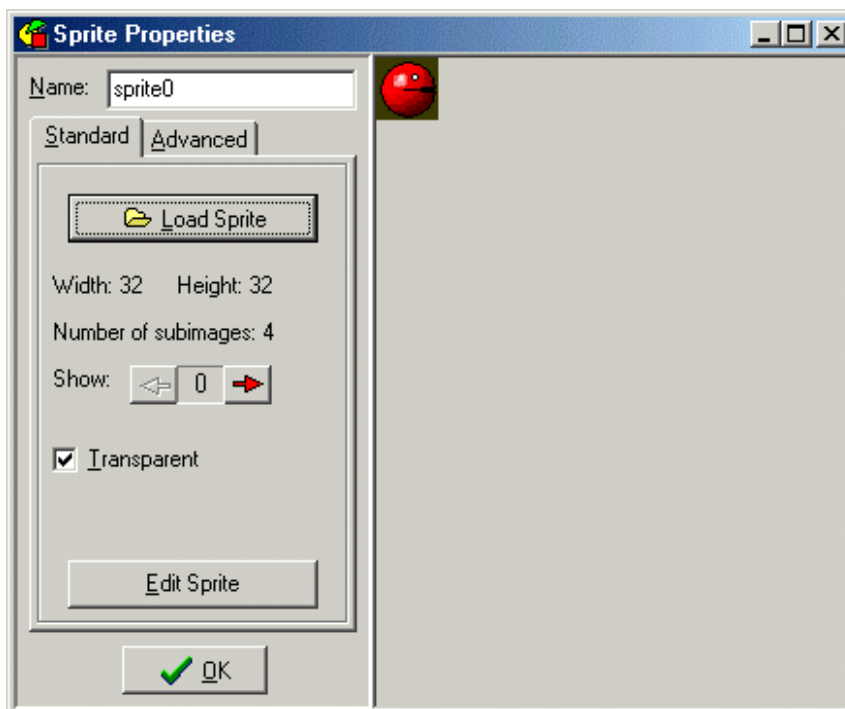 Sprite Properties
Name: sprite0
Standard Advanced
Load Sprite
Width: 32 Height: 32
Number of subimages: 4
Show: 0
Transparent
Edit Sprite
OK